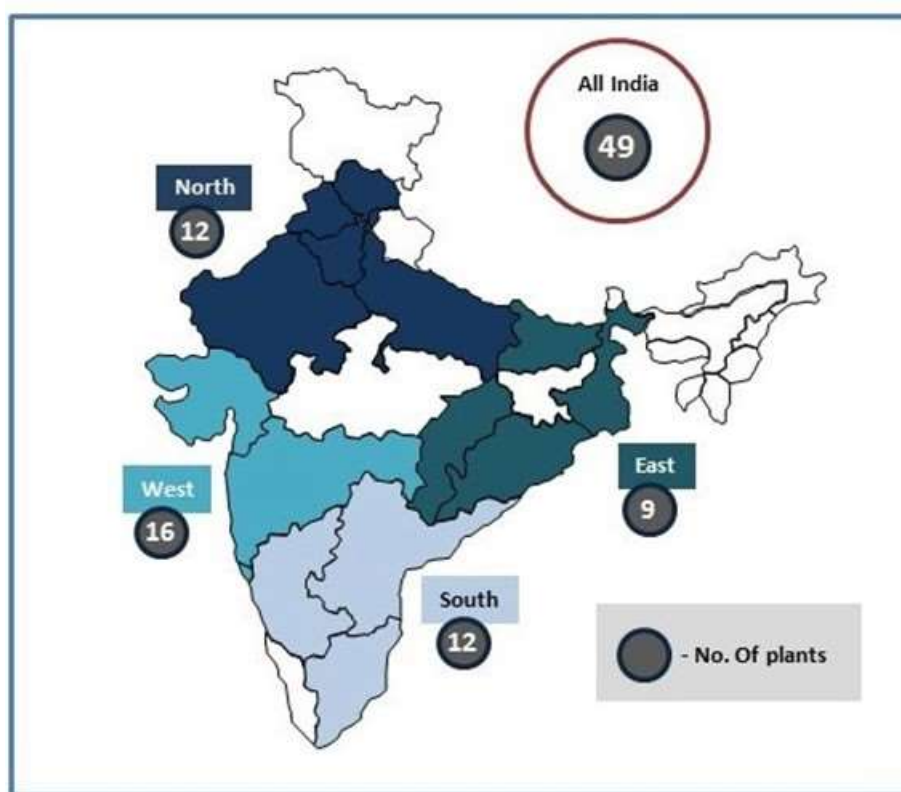 All India
49
North
12
West
16
East
9
South
12
- No. Of plants